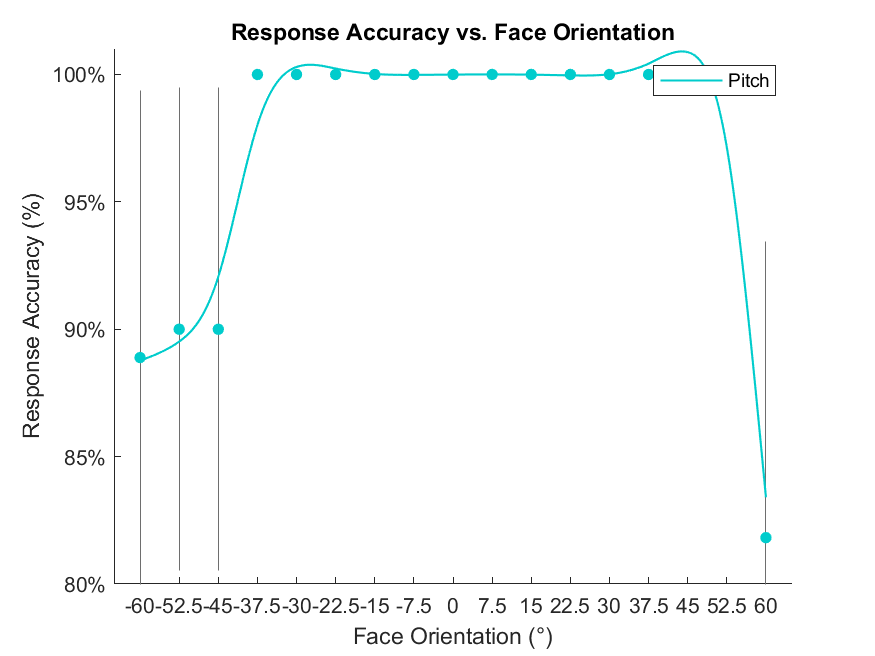 Response Accuracy vs. Face Orientation
100%
95%
90%
85%
80%
Response Accuracy (%)
Pitch
-60 -52.5 -45 -37.5 -30 -22.5 -15 -7.5 0 7.5 15 22.5 30 37.5 45 52.5 60
Face Orientation (°)